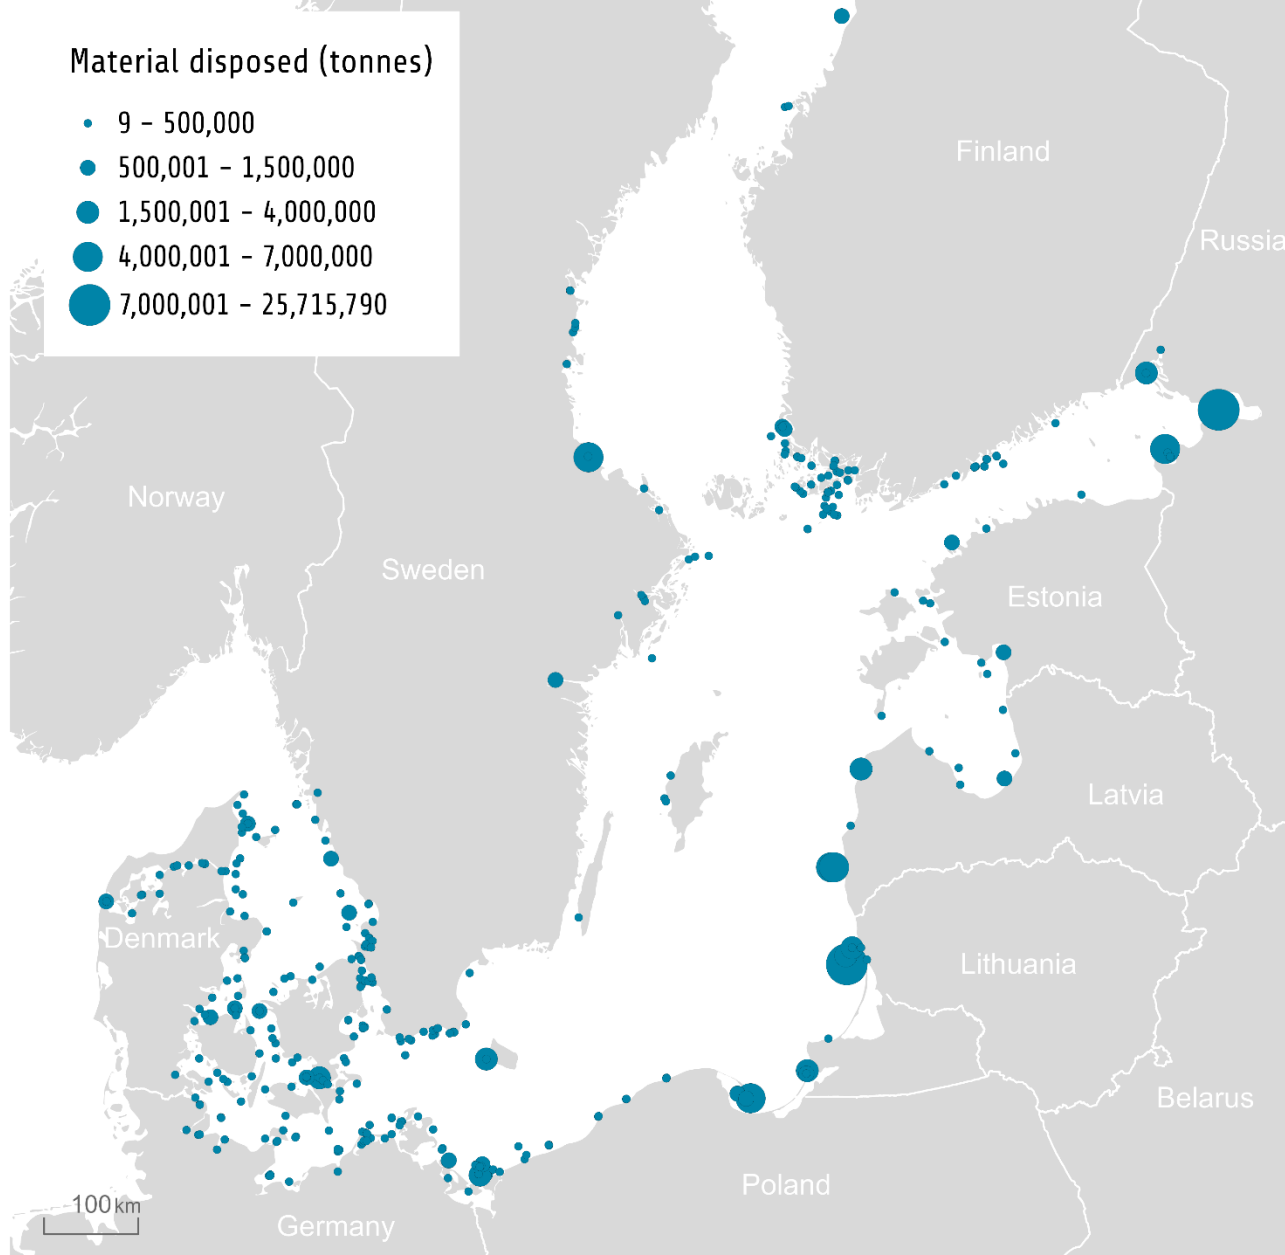 Material disposed (tonnes)
9 – 500,000
500,001 – 1,500,000
1,500,001 – 4,000,000
4,000,001 – 7,000,000
7,000,001 – 25,715,790
Finland
Russia
Norway
Sweden
Estonia
Latvia
Denmark
Lithuania
Belarus
Poland
100 km
Germany